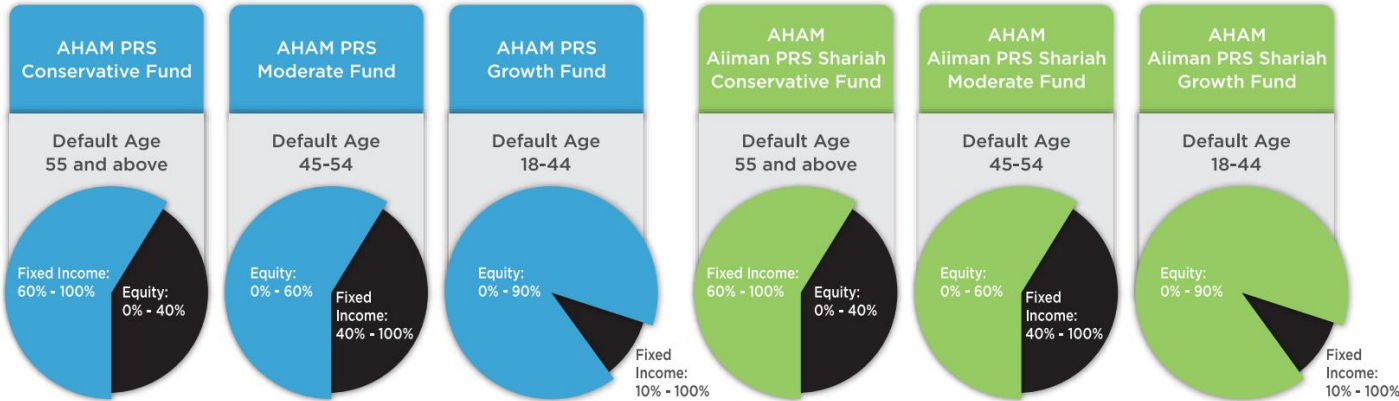 AHAM PRS
Conservative Fund
Default Age
55 and above
Fixed Income:
60% - 100%
Equity:
0% - 40%
AHAM PRS
Moderate Fund
Default Age
45-54
Equity:
0% - 60%
Fixed
Income:
40% - 100%
AHAM PRS
Growth Fund
Default Age
18-44
Equity:
0% - 90%
Fixed
Income:
10% - 100%
AHAM
Aiiman PRS Shariah
Conservative Fund
Default Age
55 and above
Fixed Income:
60% - 100%
Equity:
0% - 40%
AHAM
Aiiman PRS Shariah
Moderate Fund
Default Age
45-54
Equity:
0% - 60%
Fixed
Income:
40% - 100%
AHAM
Aiiman PRS Shariah
Growth Fund
Default Age
18-44
Equity:
0% - 90%
Fixed
Income:
10% - 100%